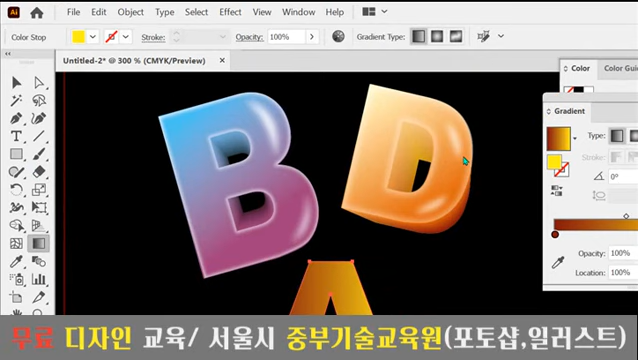 Ai File Edit Object Type Select Effect View Window Help
Color Stop Stroke: Opacity: 100% Gradient Type:
Untitled-2* @ 300 % (CMYK/Preview) ×
Color Color Guide
Gradient
Type:
Stroke:
0°
Opacity: 100%
Location: 100%
B D
A
무료 디자인 교육/ 서울시 중부기술교육원(포토샵,일러스트)